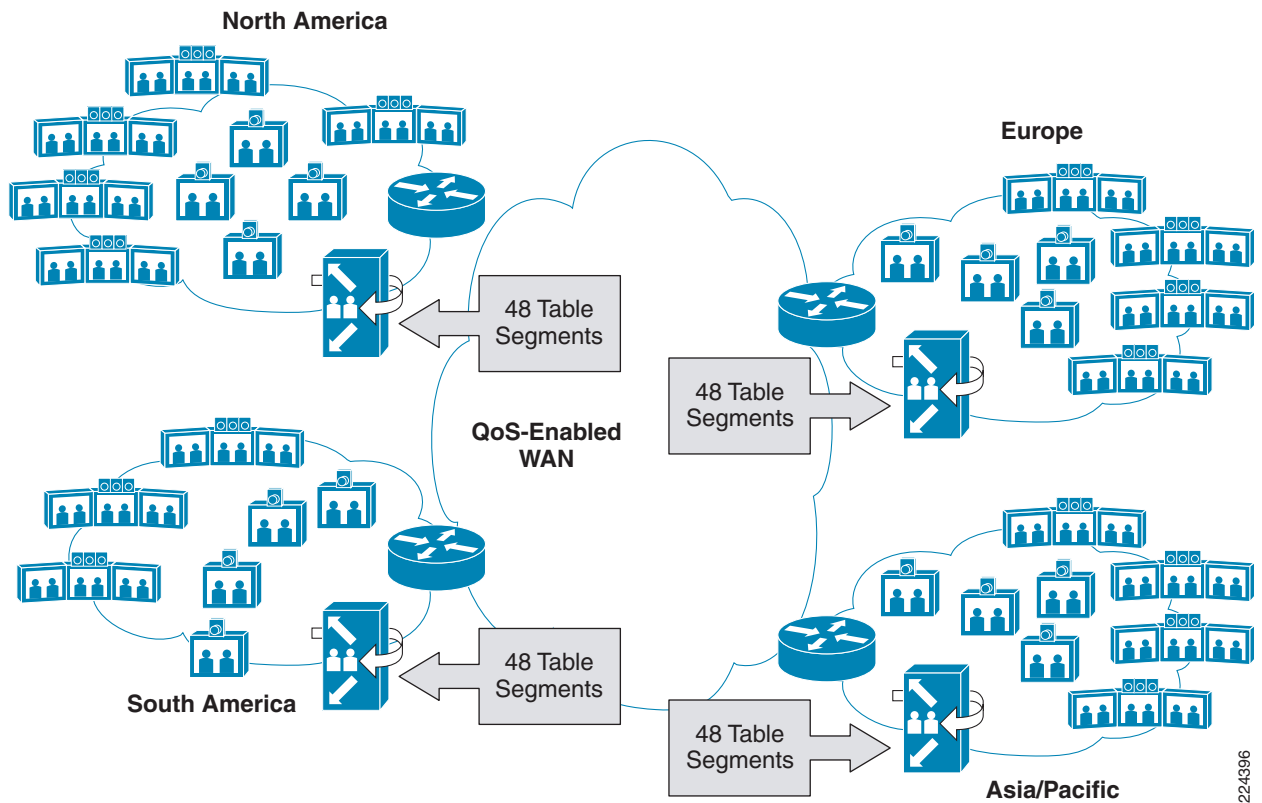 North America
Europe
48 Table
Segments
48 Table
Segments
QoS-Enabled
WAN
48 Table
Segments
South America
48 Table
Segments
Asia/Pacific
224396